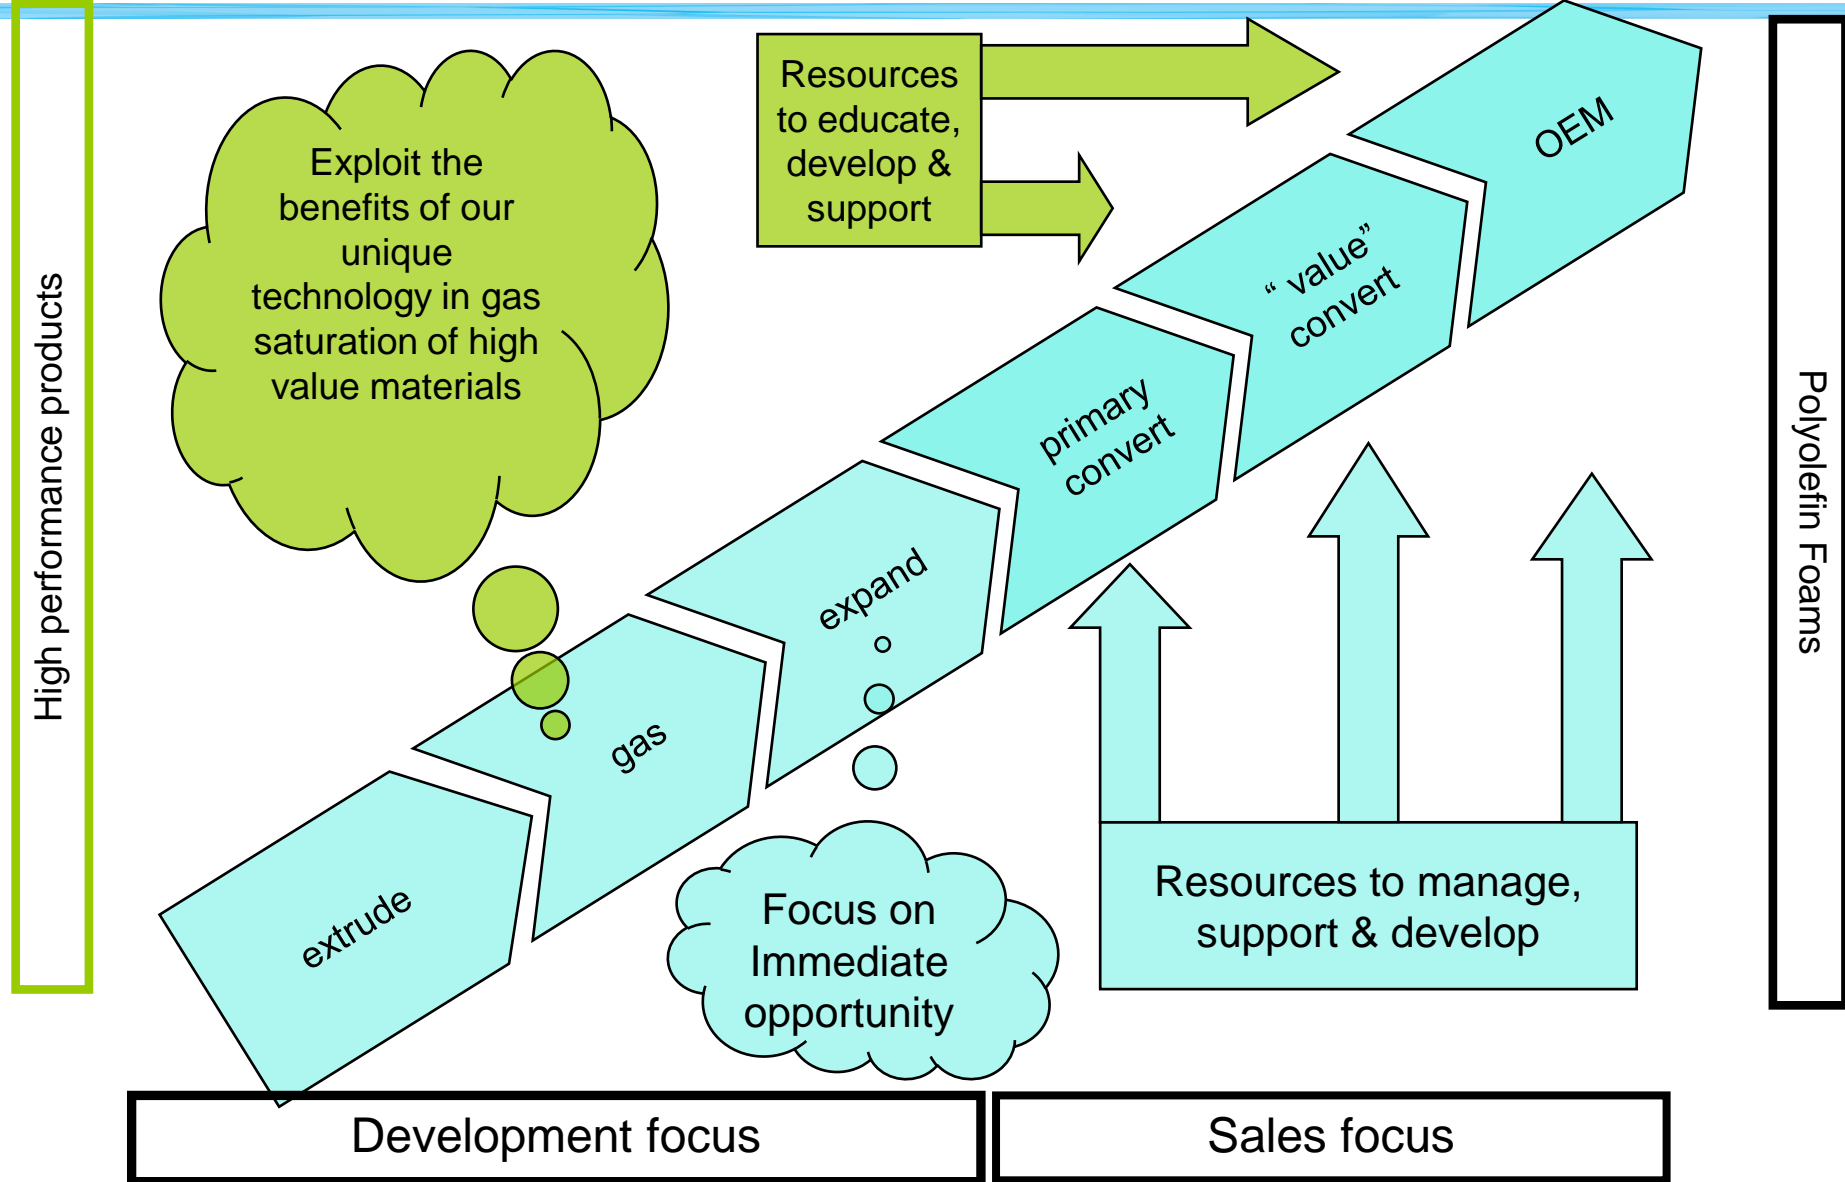 High performance products
Exploit the
benefits of our
unique
technology in gas
saturation of high
value materials
Resources
to educate,
develop &
support
OEM
“ value”
convert
primary
convert
expand
gas
extrude
Focus on
Immediate
opportunity
Resources to manage,
support & develop
Polyolefin Foams
Development focus
Sales focus